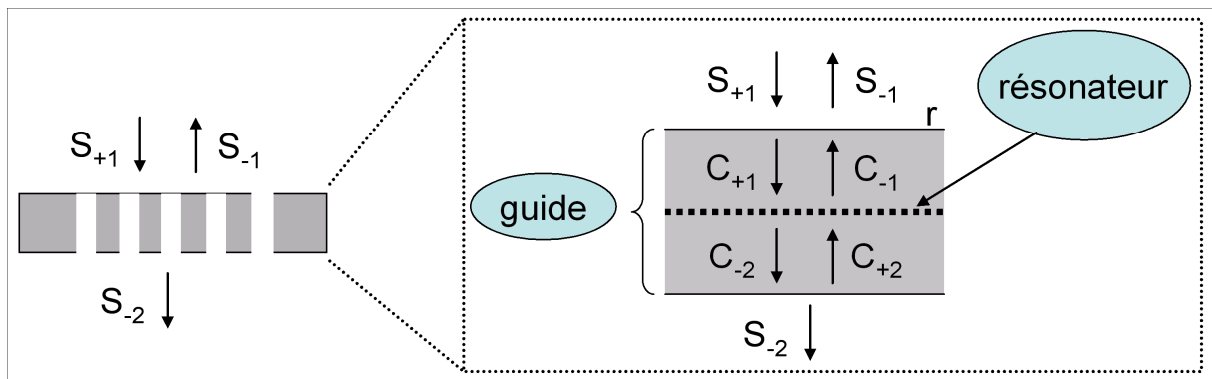 S+1 S-1
S-2
S+1 S-1
r
résonateur
guide
C+1 C-1
C-2 C+2
S-2